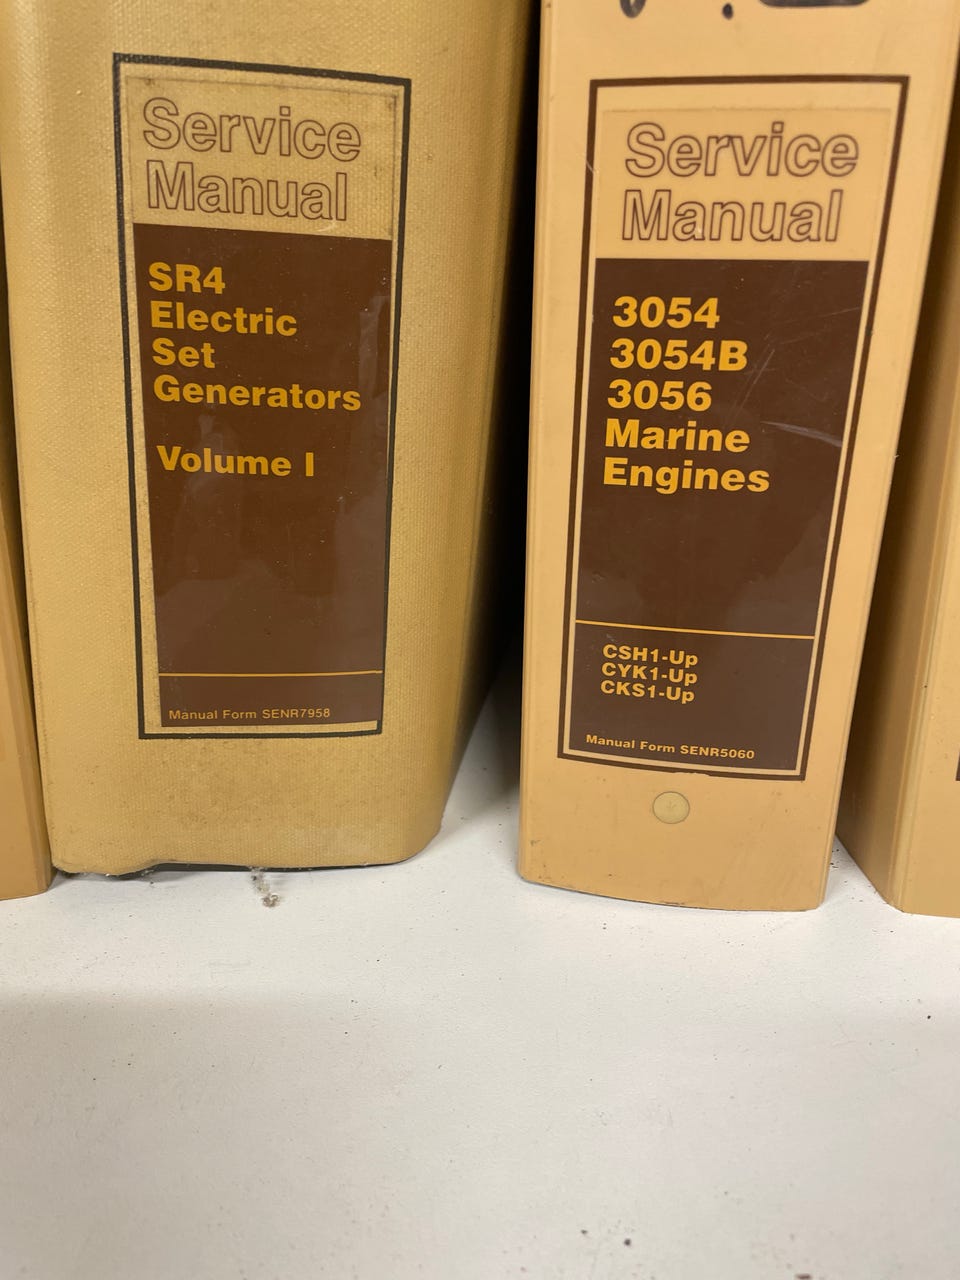 Service
Manual
SR4
Electric
Set
Generators
Volume I
Manual Form SENR7958
Service
Manual
3054
3054B
3056
Marine
Engines
CSH1-Up
CYK1-Up
CKS1-Up
Manual Form SENR5060